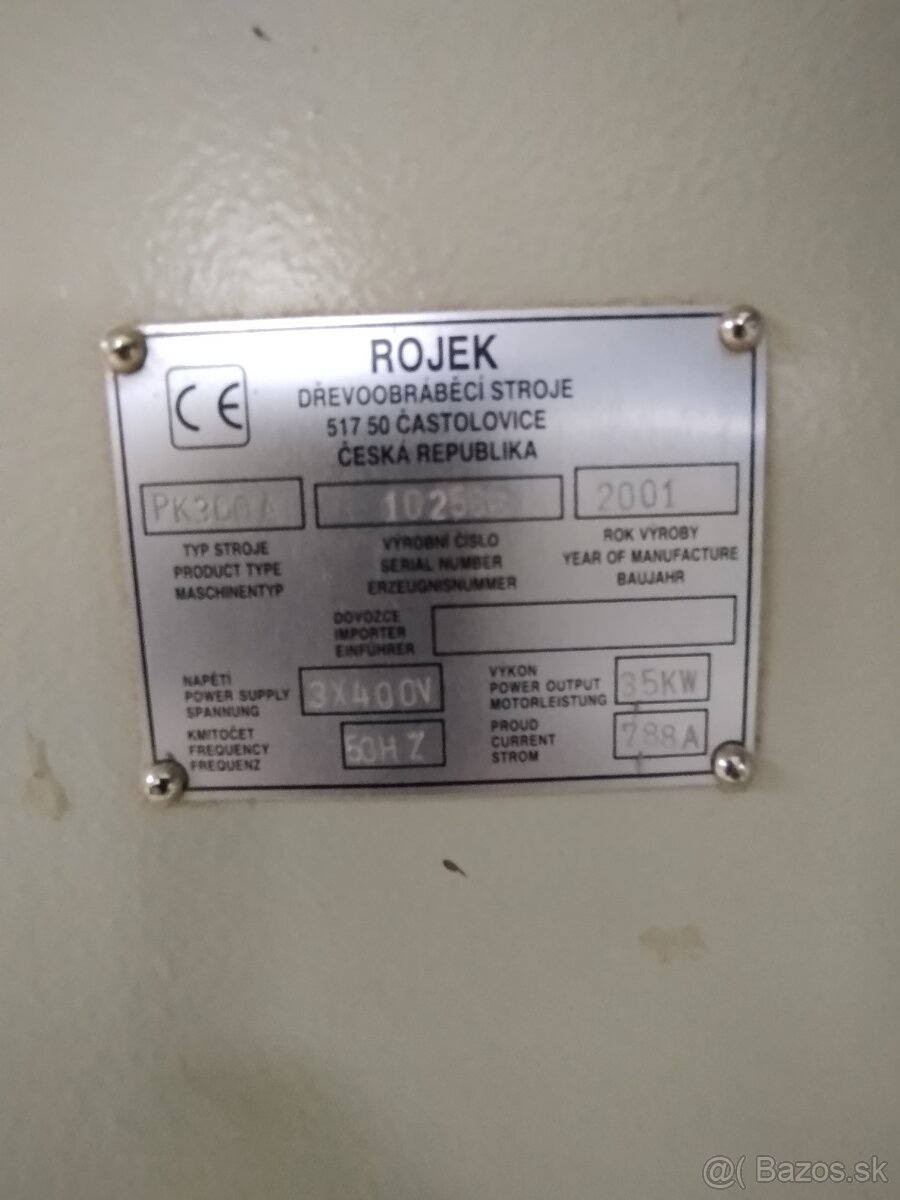 CE
ROJEK
DŘEVOOBRÁBĚCÍ STROJE
517 50 ČASTOLOVICE
ČESKÁ REPUBLIKA
PK300A
2001
TYP STROJE
PRODUCT TYPE
MASCHINENTYP
VÝROBNÍ ČÍSLO
SERIAL NUMBER
ERZEUGNISNUMMER
ROK VÝROBY
YEAR OF MANUFACTURE
BAUJAHR
DOVOZCE
IMPORTER
EINFÜHRER
NAPĚTÍ
POWER SUPPLY
SPANNUNG
3X400V
VÝKON
POWER OUTPUT
MOTORLEISTUNG
KMITOČET
FREQUENCY
FREQUENZ
50HZ
PROUD
CURRENT
STROM
@( Bazos.sk